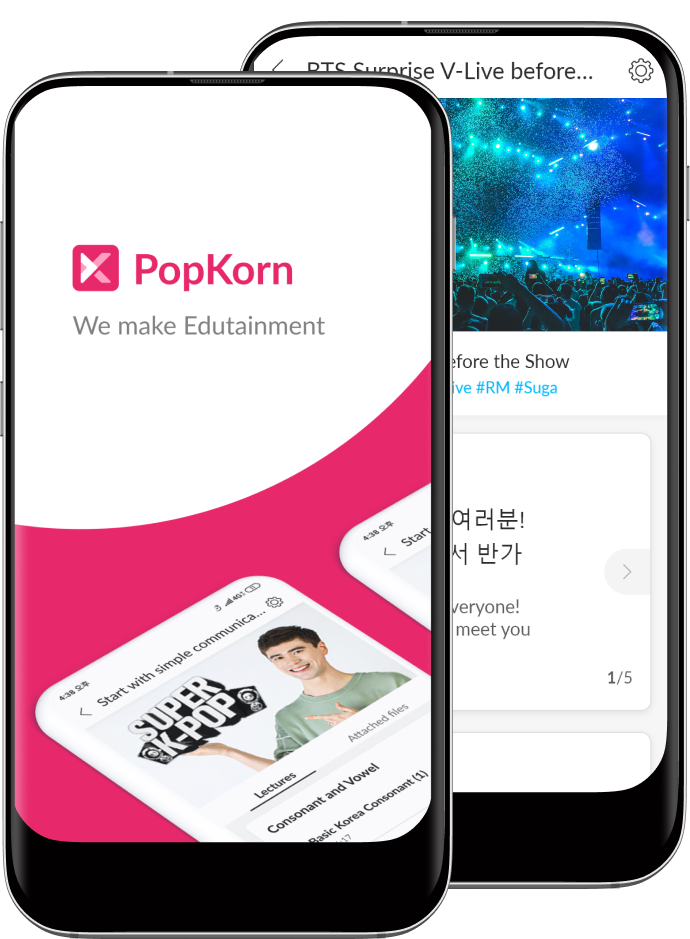 BTS Surprise V-Live before...
PopKorn
We make Edutainment
efore the Show
ive #RM #Suga
여러분!
서 반가
veryone!
meet you
1/5
4:38 오후
Start
4:38 오후
4G
Start with simple communica...
SUPER
K-POP
Lectures
Attached files
Consonant and Vowel
Basic Korea Consonant (1)
:17